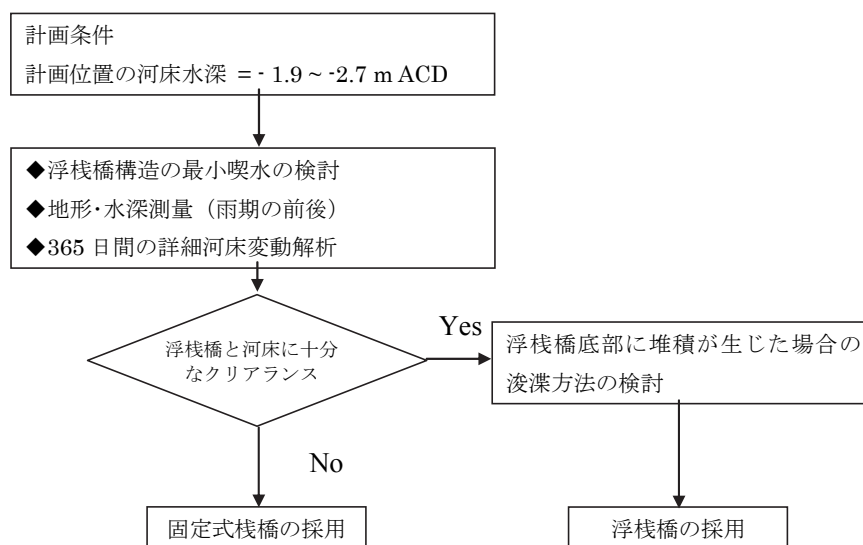 計画条件
計画位置の河床水深 = - 1.9 ~ -2.7 m ACD
◆浮桟橋構造の最小喫水の検討
◆地形･水深測量（雨期の前後）
◆365 日間の詳細河床変動解析
浮桟橋と河床に十分
なクリアランス
Yes
浮桟橋底部に堆積が生じた場合の
浚渫方法の検討
No
固定式桟橋の採用
浮桟橋の採用